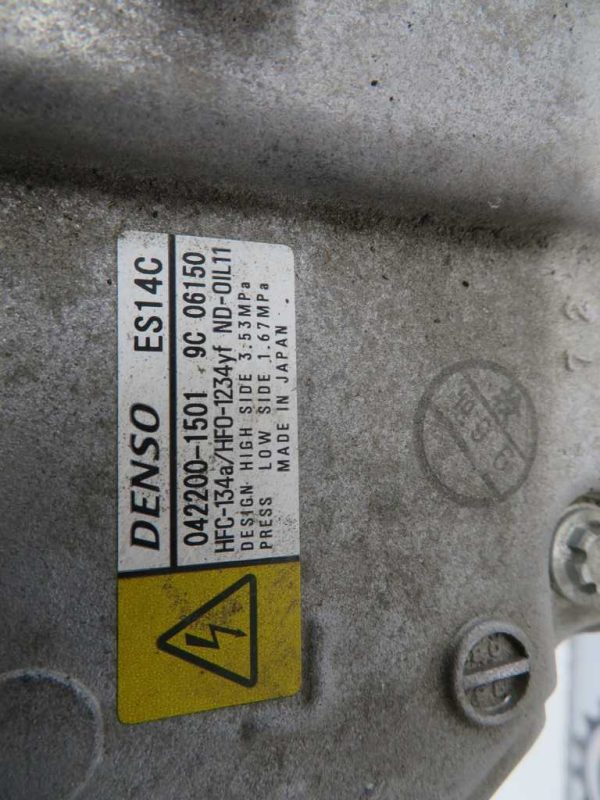 DENSO ES14C
042200-1501 9C 06150
HFC-134a/HFO-1234yf ND-OIL11
DESIGN HIGH SIDE 3.53MPa
PRESS LOW SIDE 1.67MPa
MADE IN JAPAN